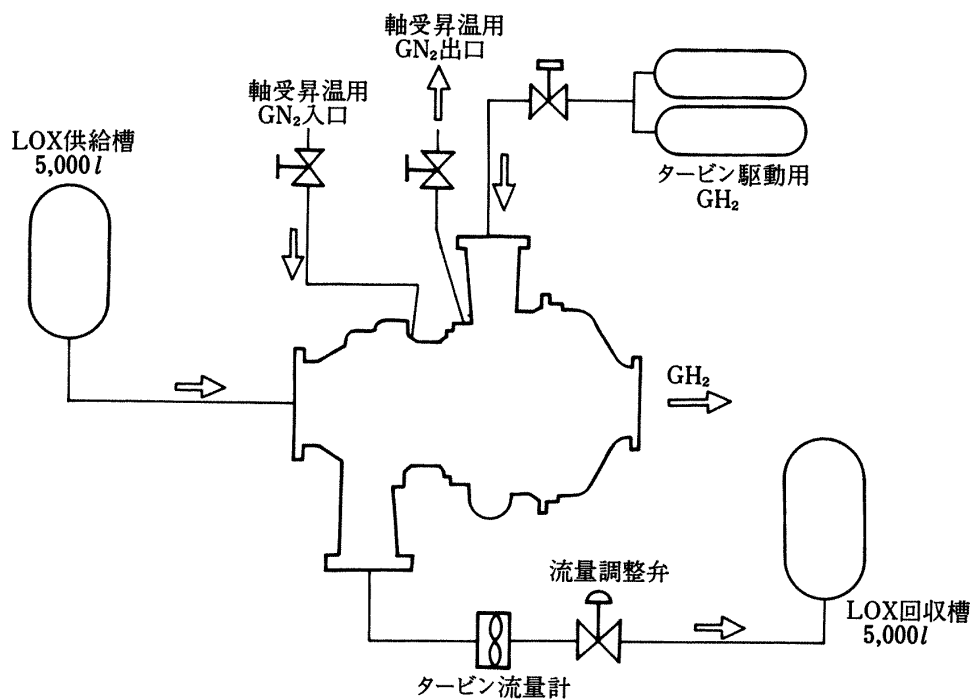 軸受昇温用
GN₂出口
軸受昇温用
GN₂入口
LOX供給槽
5,000l
タービン駆動用
GH₂
GH₂
流量調整弁
LOX回収槽
5,000l
タービン流量計